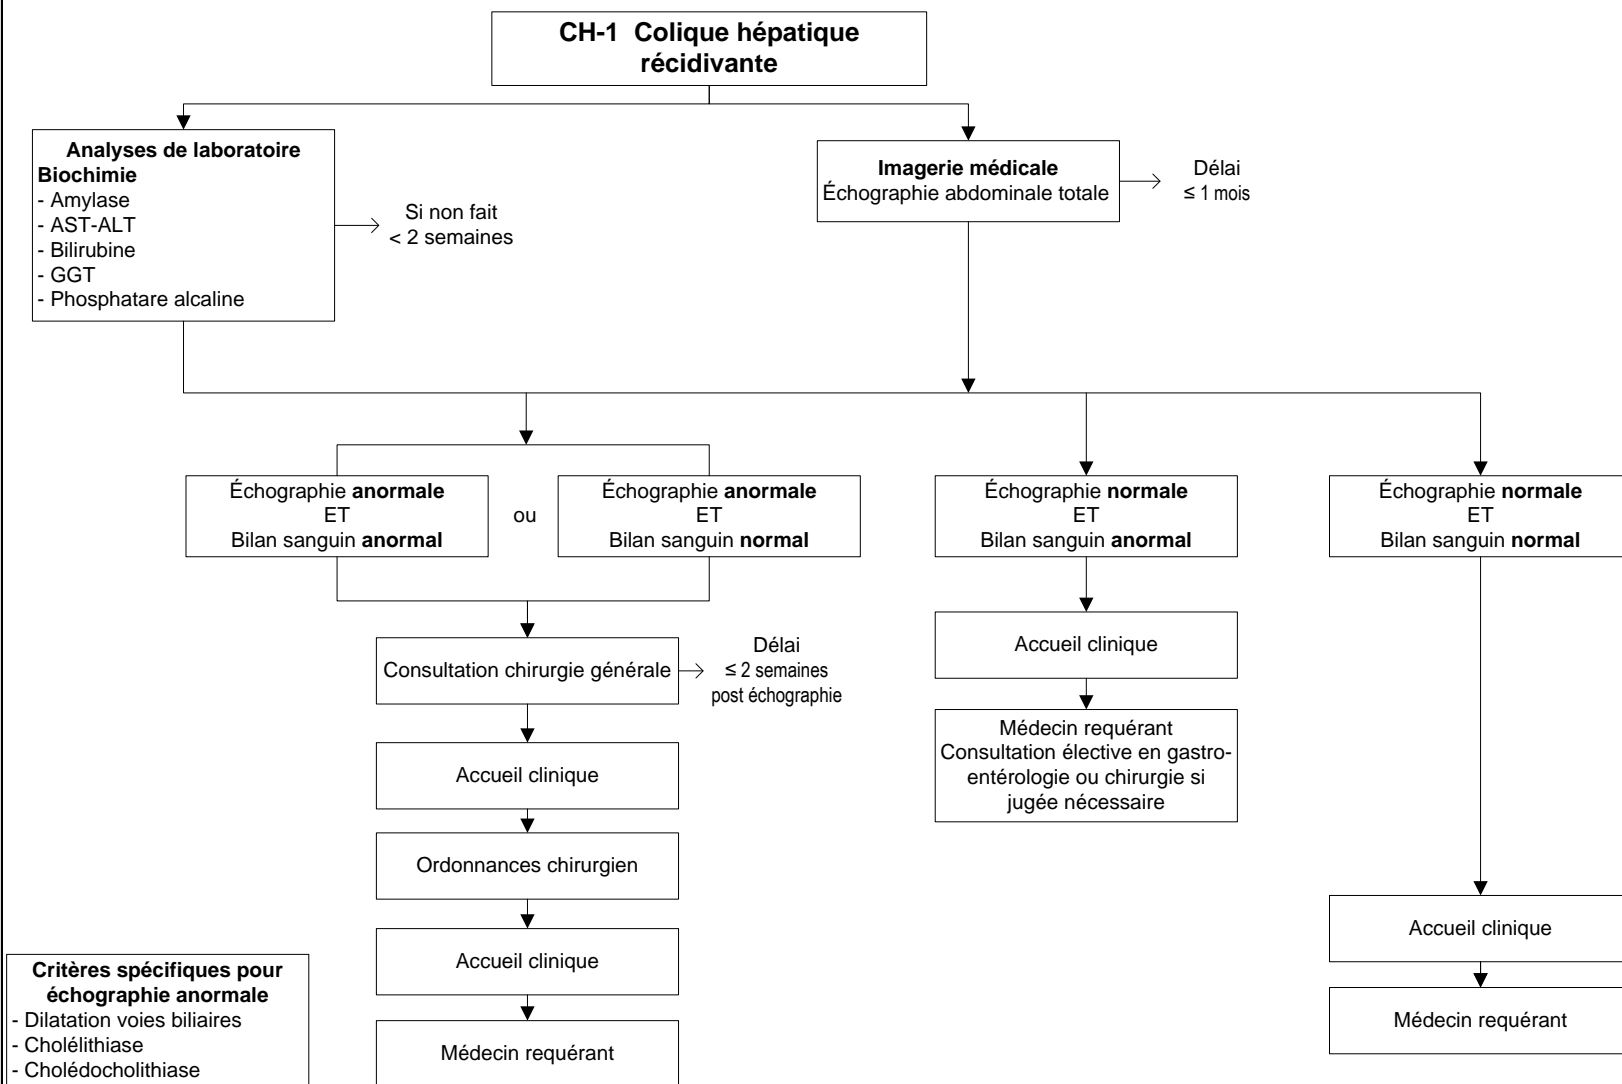 CH-1 Colique hépatique
récidivante
Analyses de laboratoire
Biochimie
- Amylase
- AST-ALT
- Bilirubine
- GGT
- Phosphatare alcaline
Si non fait
< 2 semaines
Imagerie médicale
Échographie abdominale totale
Délai
≤ 1 mois
Échographie anormale
ET
Bilan sanguin anormal
ou
Échographie anormale
ET
Bilan sanguin normal
Échographie normale
ET
Bilan sanguin anormal
Échographie normale
ET
Bilan sanguin normal
Consultation chirurgie générale
Délai
≤ 2 semaines
post échographie
Accueil clinique
Ordonnances chirurgien
Accueil clinique
Médecin requérant
Accueil clinique
Médecin requérant
Consultation élective en gastro-
entérologie ou chirurgie si
jugée nécessaire
Accueil clinique
Médecin requérant
Critères spécifiques pour
échographie anormale
- Dilatation voies biliaires
- Cholélithiase
- Cholédocholithiase